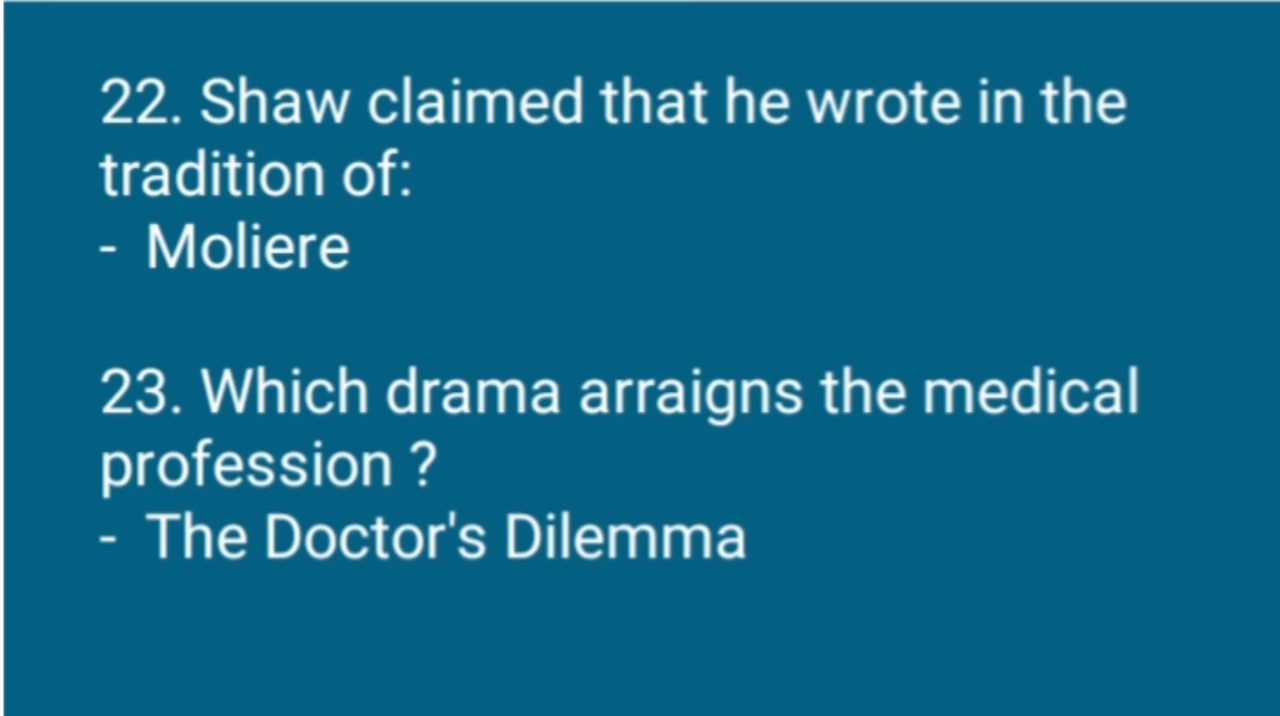 22. Shaw claimed that he wrote in the
tradition of:
- Moliere
23. Which drama arraigns the medical
profession ?
- The Doctor's Dilemma